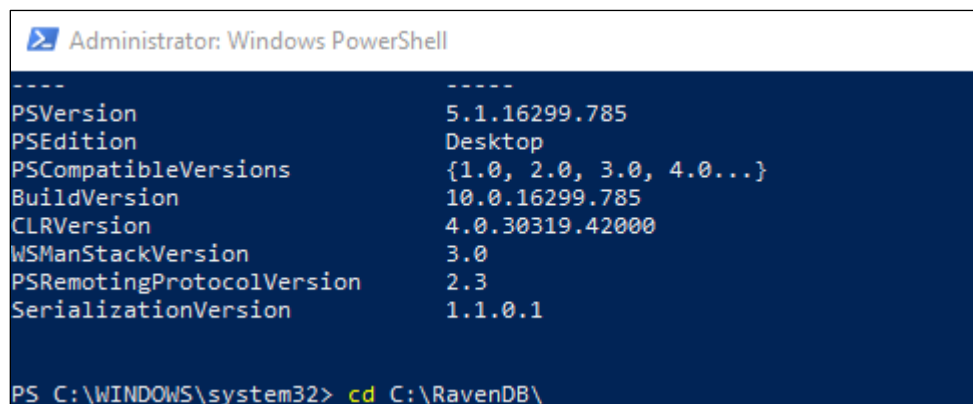 Administrator: Windows PowerShell
---- -----
PSVersion 5.1.16299.785
PSEdition Desktop
PSCompatibleVersions {1.0, 2.0, 3.0, 4.0...}
BuildVersion 10.0.16299.785
CLRVersion 4.0.30319.42000
WSManStackVersion 3.0
PSRemotingProtocolVersion 2.3
SerializationVersion 1.1.0.1
PS C:\WINDOWS\system32> cd C:\RavenDB\